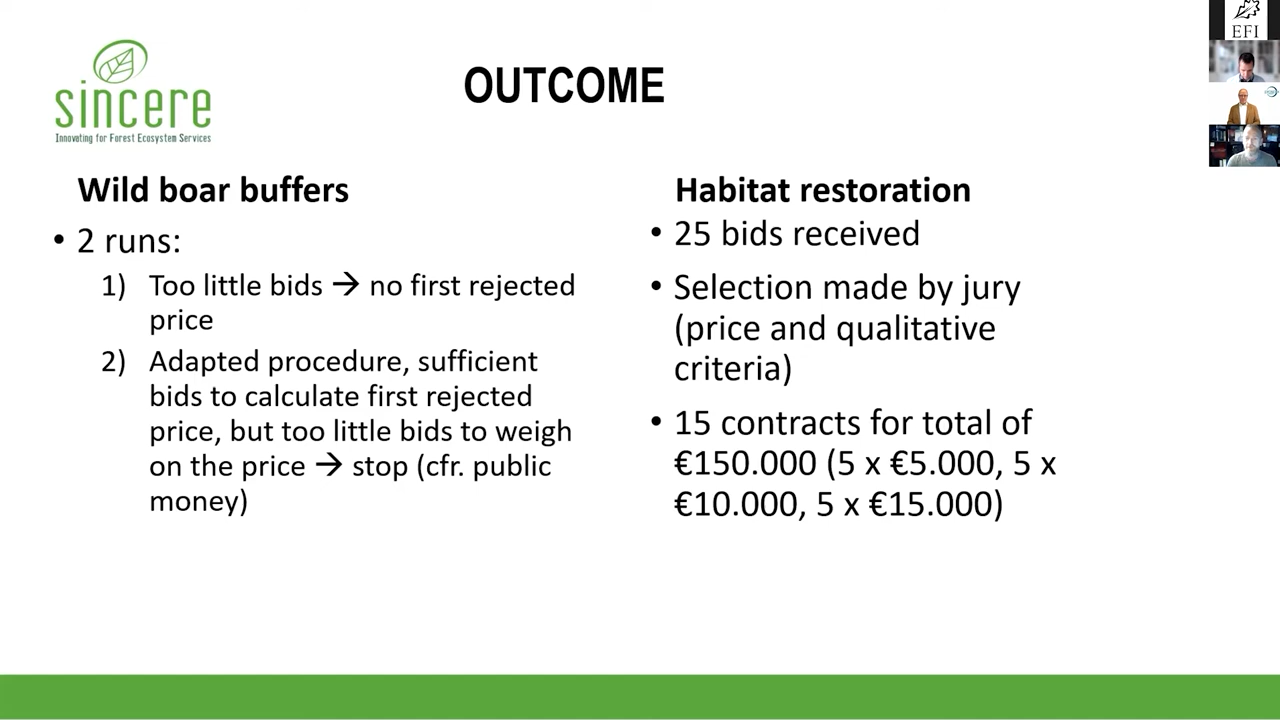 sincere
Innovating for Forest Ecosystem Services
OUTCOME
Wild boar buffers
• 2 runs:
1) Too little bids → no first rejected
price
2) Adapted procedure, sufficient
bids to calculate first rejected
price, but too little bids to weigh
on the price → stop (cfr. public
money)
Habitat restoration
• 25 bids received
• Selection made by jury
(price and qualitative
criteria)
• 15 contracts for total of
€150.000 (5 x €5.000, 5 x
€10.000, 5 x €15.000)
EFI